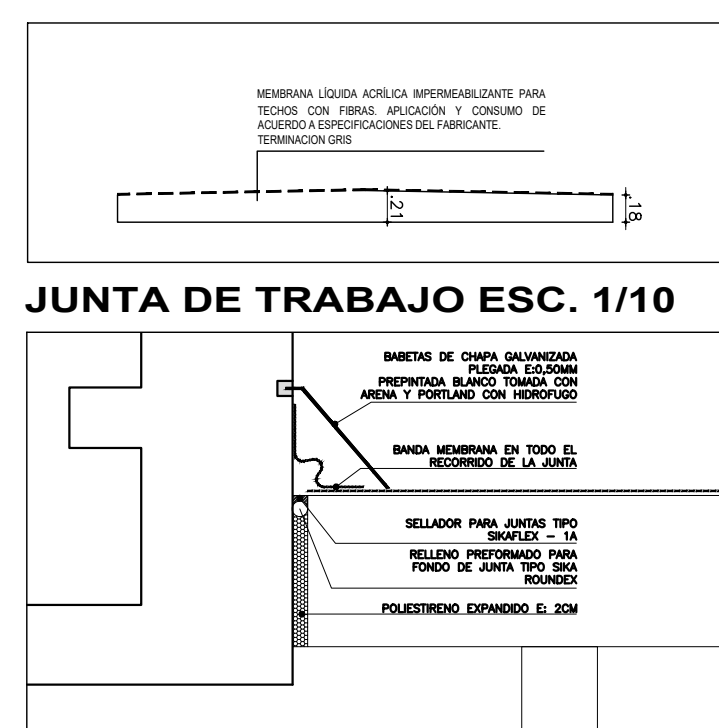 MEMBRANA LÍQUIDA ACRÍLICA IMPERMEABILIZANTE PARA
TECHOS CON FIBRAS. APLICACIÓN Y CONSUMO DE
ACUERDO A ESPECIFICACIONES DEL FABRICANTE.
TERMINACION GRIS
.21
.18
JUNTA DE TRABAJO ESC. 1/10
BABETAS DE CHAPA GALVANIZADA
PLEGADA E:0,50MM
PREPINTADA BLANCO TOMADA CON
ARENA Y PORTLAND CON HIDROFUGO
BANDA MEMBRANA EN TODO EL
RECORRIDO DE LA JUNTA
SELLADOR PARA JUNTAS TIPO
SIKAFLEX – 1A
RELLENO PREFORMADO PARA
FONDO DE JUNTA TIPO SIKA
ROUNDEX
POLIESTIRENO EXPANDIDO E: 2CM